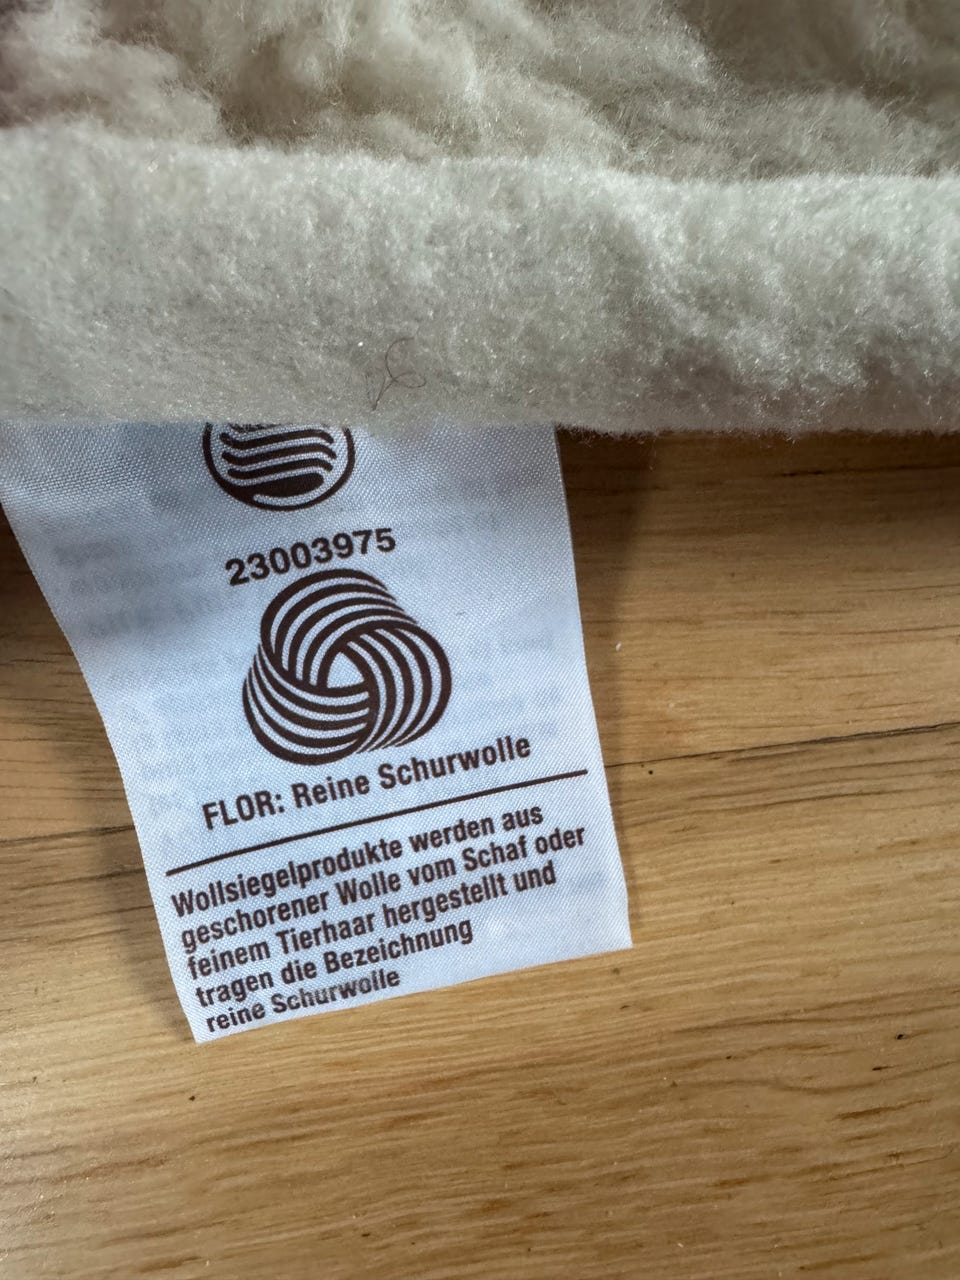 23003975
FLOR: Reine Schurwolle
Wollsiegelprodukte werden aus
geschorener Wolle vom Schaf oder
feinem Tierhaar hergestellt und
tragen die Bezeichnung
reine Schurwolle